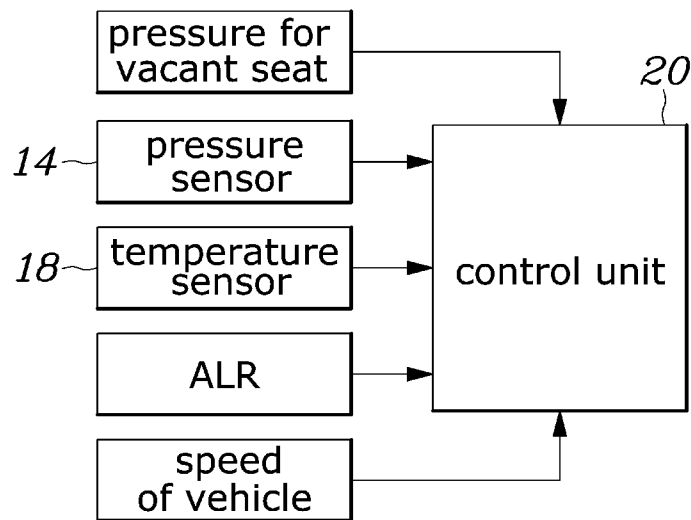 pressure for
vacant seat
20
14
pressure
sensor
18
temperature
sensor
control unit
ALR
speed
of vehicle